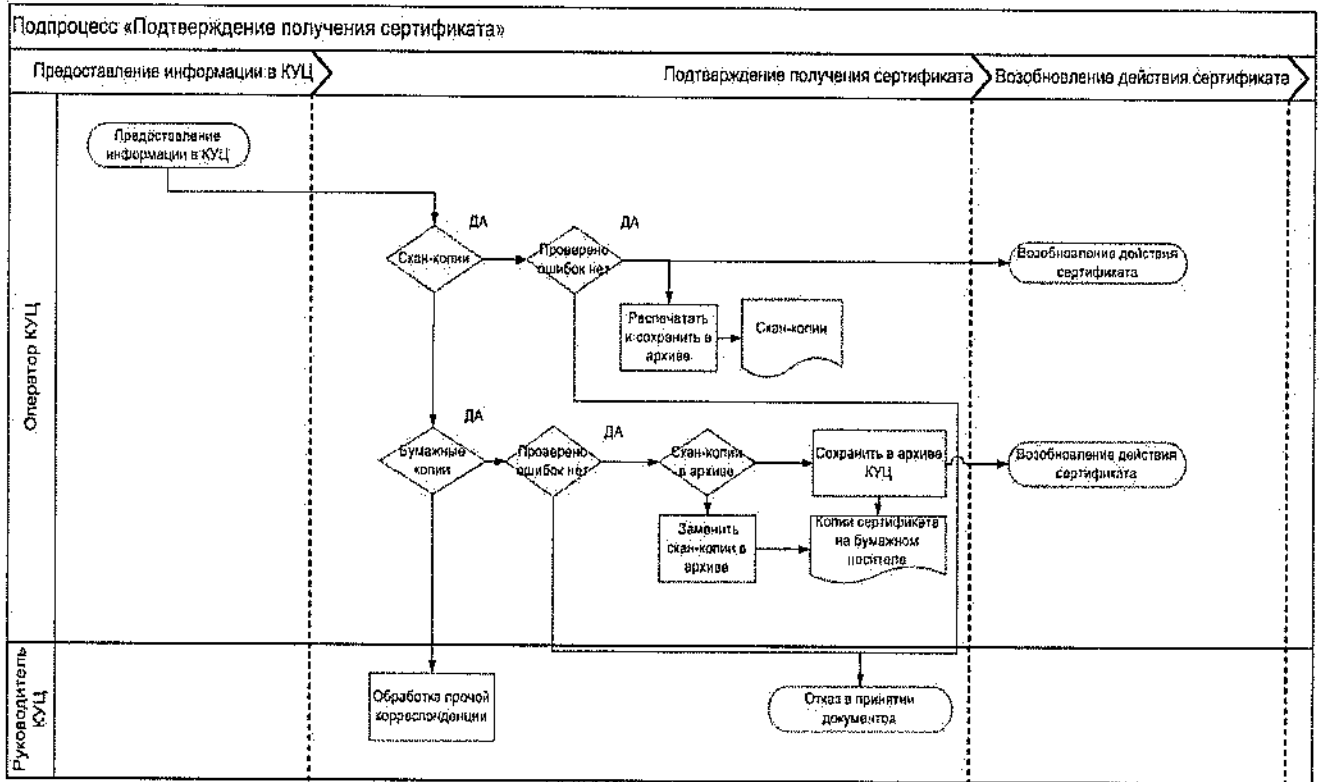 Подпроцесс «Подтверждение получения сертификата»
Предоставление информации в КУЦ
Подтверждение получения сертификата
Возобновление действия сертификата
Оператор КУЦ
Предоставление
информации в КУЦ
ДА
ДА
Скан-копии
Проверено
ошибок нет
Возобновление действия
сертификата
Распечатать
и сохранить в
архиве
Скан-копии
ДА
ДА
Бумажные
копии
Проверено
ошибок нет
Скан-копии
в архиве
Сохранить в архиве
КУЦ
Возобновление действия
сертификата
Заменить
скан-копии в
архиве
Копии сертификата
на бумажном
носителе
Руководитель
КУЦ
Обработка прочей
корреспонденции
Отказ в принятии
документов